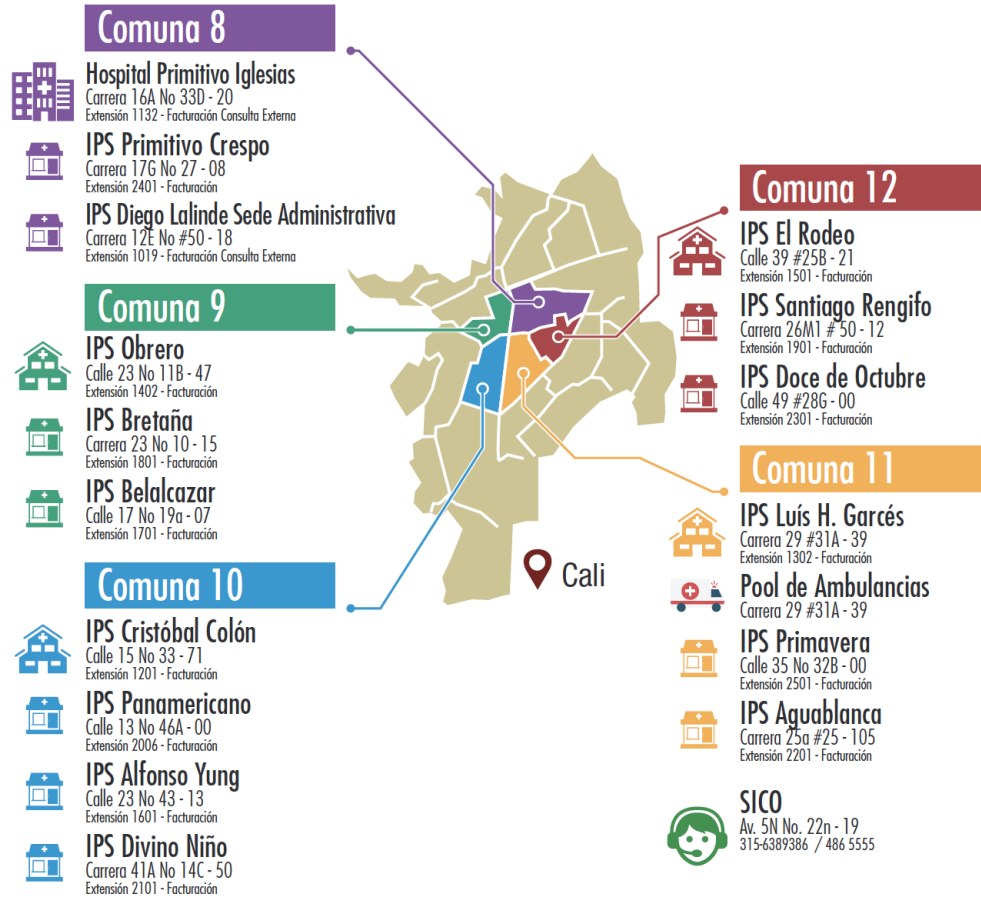 Comuna 8
Hospital Primitivo Iglesias
Carrera 16A No 33D - 20
Extensión 1132 - Facturación Consulta Externa
IPS Primitivo Crespo
Carrera 17G No 27 - 08
Extensión 2401 - Facturación
IPS Diego Lalinde Sede Administrativa
Carrera 12E No #50 - 18
Extensión 1019 - Facturación Consulta Externa
Comuna 9
IPS Obrero
Calle 23 No 11B - 47
Extensión 1402 - Facturación
IPS Bretaña
Carrera 23 No 10 - 15
Extensión 1801 - Facturación
IPS Belalcazar
Calle 17 No 19a - 07
Extensión 1701 - Facturación
Comuna 10
IPS Cristóbal Colón
Calle 15 No 33 - 71
Extensión 1201 - Facturación
IPS Panamericano
Calle 13 No 46A - 00
Extensión 2006 - Facturación
IPS Alfonso Yung
Calle 23 No 43 - 13
Extensión 1601 - Facturación
IPS Divino Niño
Carrera 41A No 14C - 50
Extensión 2101 - Facturación
Cali
Comuna 12
IPS El Rodeo
Calle 39 #25B - 21
Extensión 1501 - Facturación
IPS Santiago Rengifo
Carrera 26M1 # 50 - 12
Extensión 1901 - Facturación
IPS Doce de Octubre
Calle 49 #28G - 00
Extensión 2301 - Facturación
Comuna 11
IPS Luís H. Garcés
Carrera 29 #31A - 39
Extensión 1302 - Facturación
Pool de Ambulancias
Carrera 29 #31A - 39
IPS Primavera
Calle 35 No 32B - 00
Extensión 2501 - Facturación
IPS Aguablanca
Carrera 25a #25 - 105
Extensión 2201 - Facturación
SICO
Av. 5N No. 22n - 19
315-6389386 / 486 5555